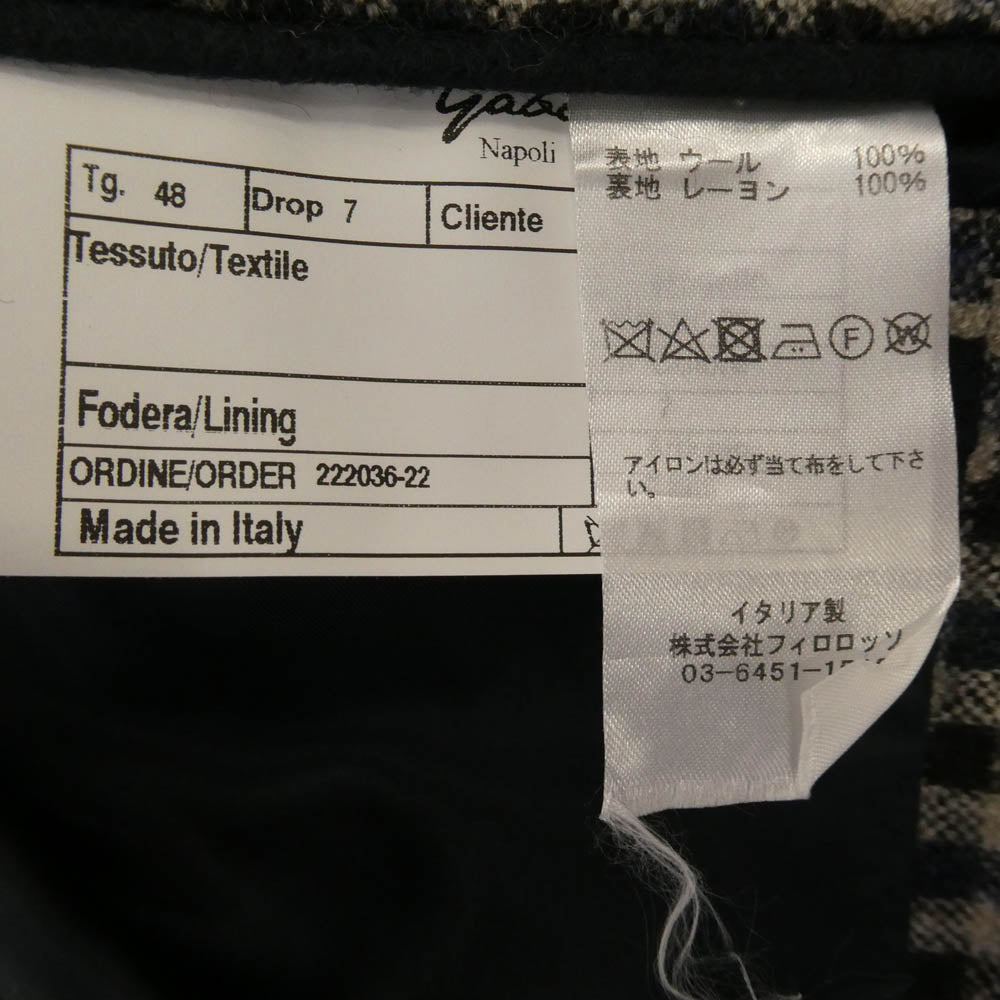 Napoli
Tg. 48
Drop 7
Cliente
Tessuto/Textile
Fodera/Lining
ORDINE/ORDER 222036-22
Made in Italy
表地 ウール 100%
裏地 レーヨン 100%
F
W
アイロンは必ず当て布をして下さ
い。
イタリア製
株式会社フィロロッソ
03-6451-